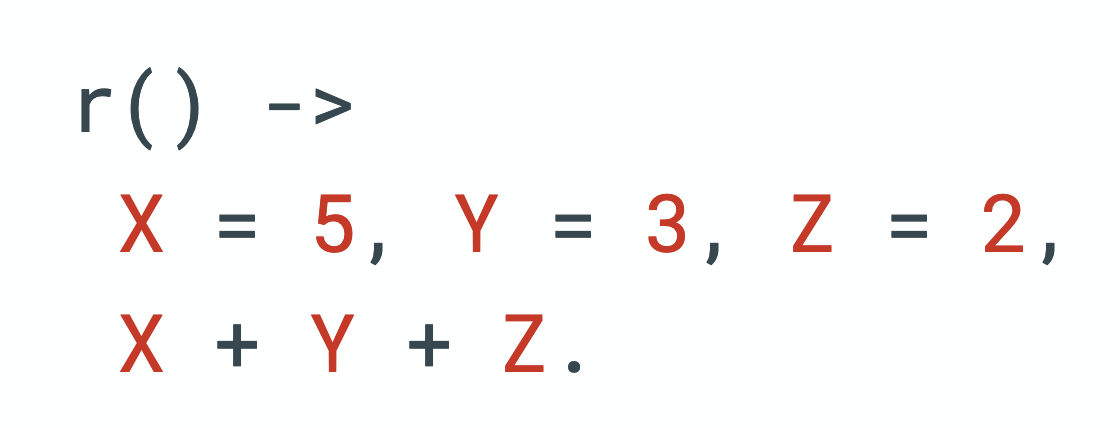 r() ->
X = 5, Y = 3, Z = 2,
X + Y + Z.